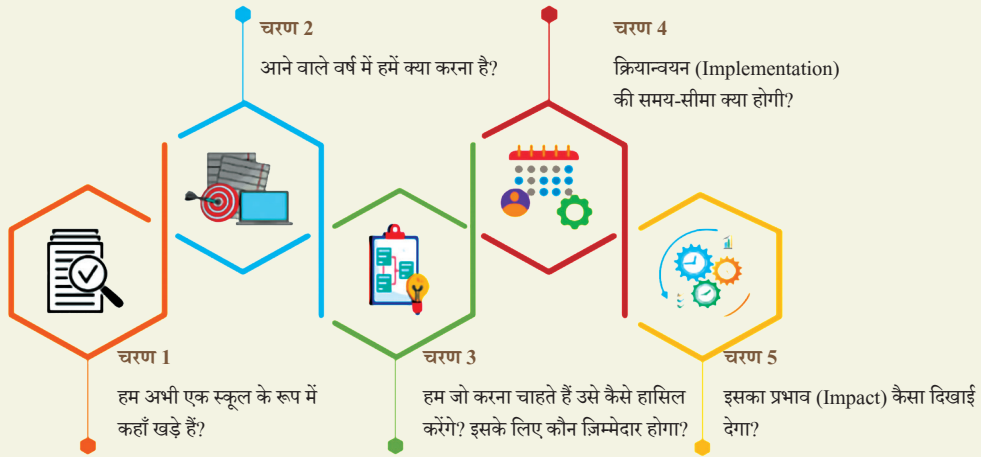 चरण 1
हम अभी एक स्कूल के रूप में
कहाँ खड़े हैं?
चरण 2
आने वाले वर्ष में हमें क्या करना है?
चरण 3
हम जो करना चाहते हैं उसे कैसे हासिल
करेंगे? इसके लिए कौन ज़िम्मेदार होगा?
चरण 4
क्रियान्वयन (Implementation)
की समय-सीमा क्या होगी?
चरण 5
इसका प्रभाव (Impact) कैसा दिखाई
देगा?